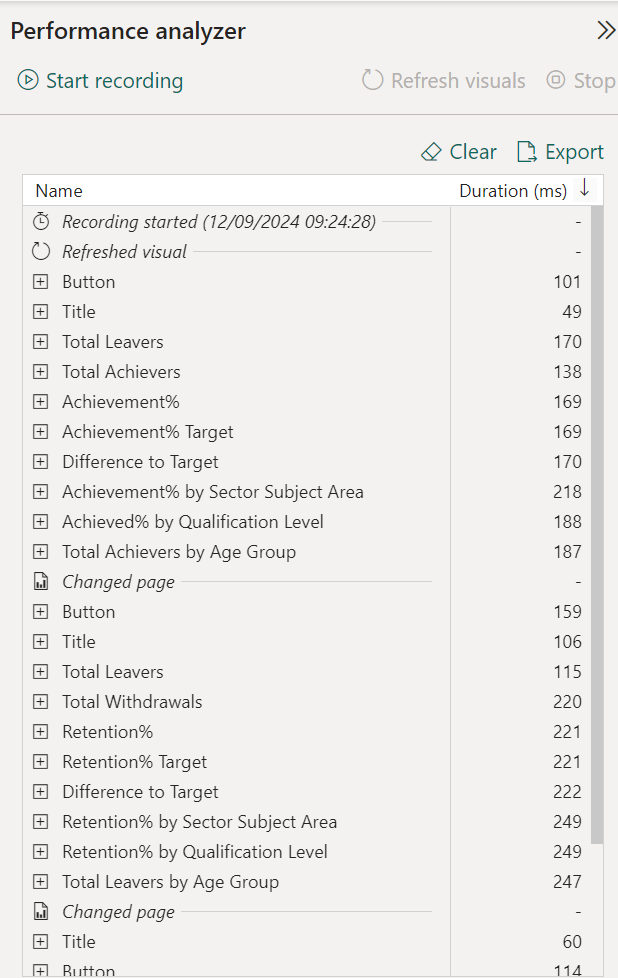 Performance analyzer
Start recording Refresh visuals Stop
Clear Export
Name Duration (ms)
Recording started (12/09/2024 09:24:28) -
Refreshed visual -
Button 101
Title 49
Total Leavers 170
Total Achievers 138
Achievement% 169
Achievement% Target 169
Difference to Target 170
Achievement% by Sector Subject Area 218
Achieved% by Qualification Level 188
Total Achievers by Age Group 187
Changed page -
Button 159
Title 106
Total Leavers 115
Total Withdrawals 220
Retention% 221
Retention% Target 221
Difference to Target 222
Retention% by Sector Subject Area 249
Retention% by Qualification Level 249
Total Leavers by Age Group 247
Changed page -
Title 60
Button 114